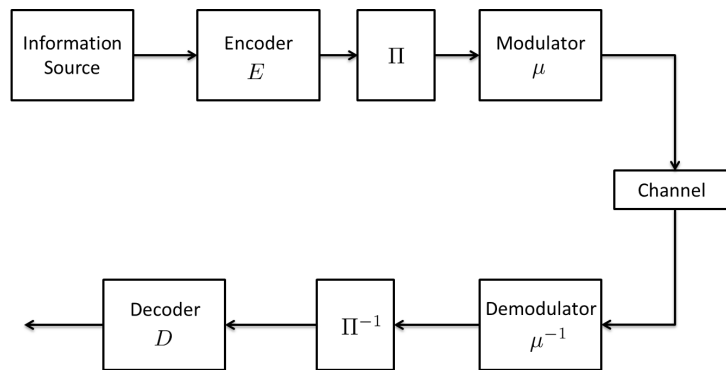 Information
Source
Encoder
E
Π
Modulator
μ
Channel
Decoder
D
Π⁻¹
Demodulator
μ⁻¹